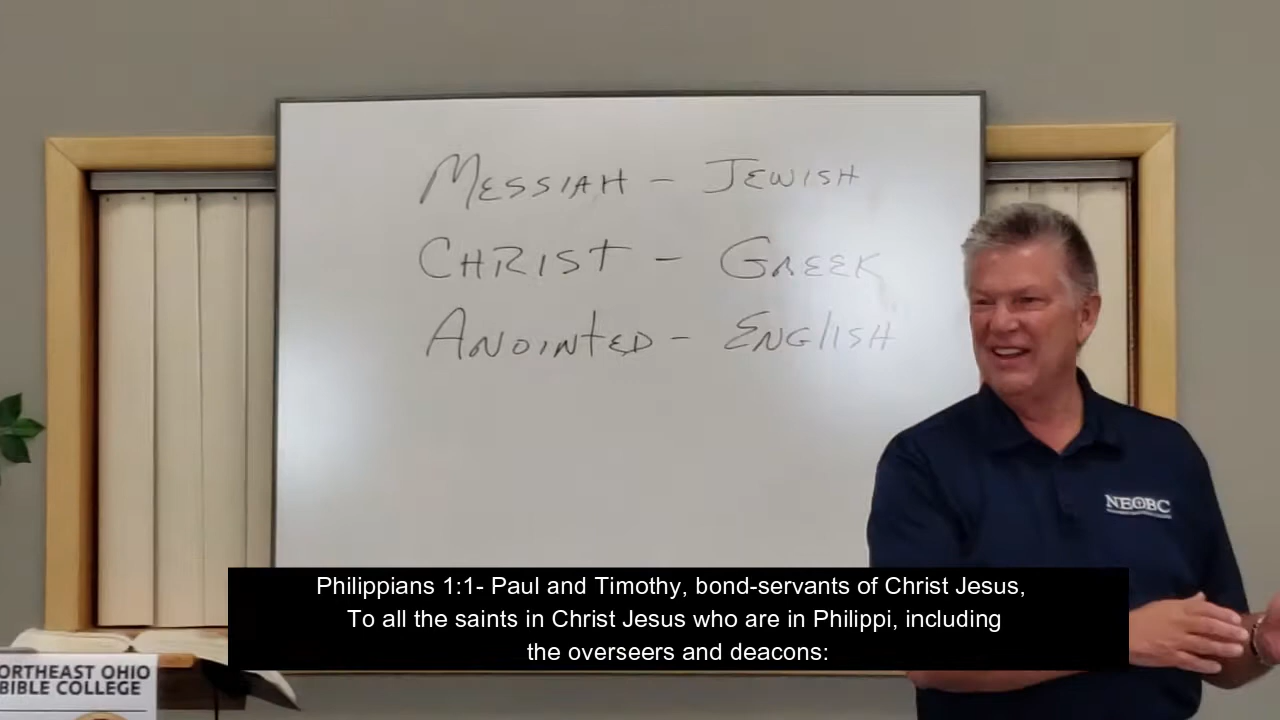 MESSIAH - JEWISH
CHRIST - GREEK
ANOINTED - ENGLISH
NEOBC
Philippians 1:1- Paul and Timothy, bond-servants of Christ Jesus,
To all the saints in Christ Jesus who are in Philippi, including
the overseers and deacons:
ORTHEAST OHIO
BIBLE COLLEGE